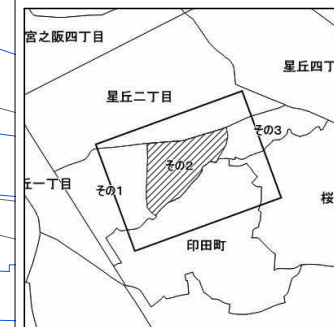 宮之阪四丁目
星丘四丁
星丘二丁目
その3
その2
丘一丁目
その1
桜
印田町